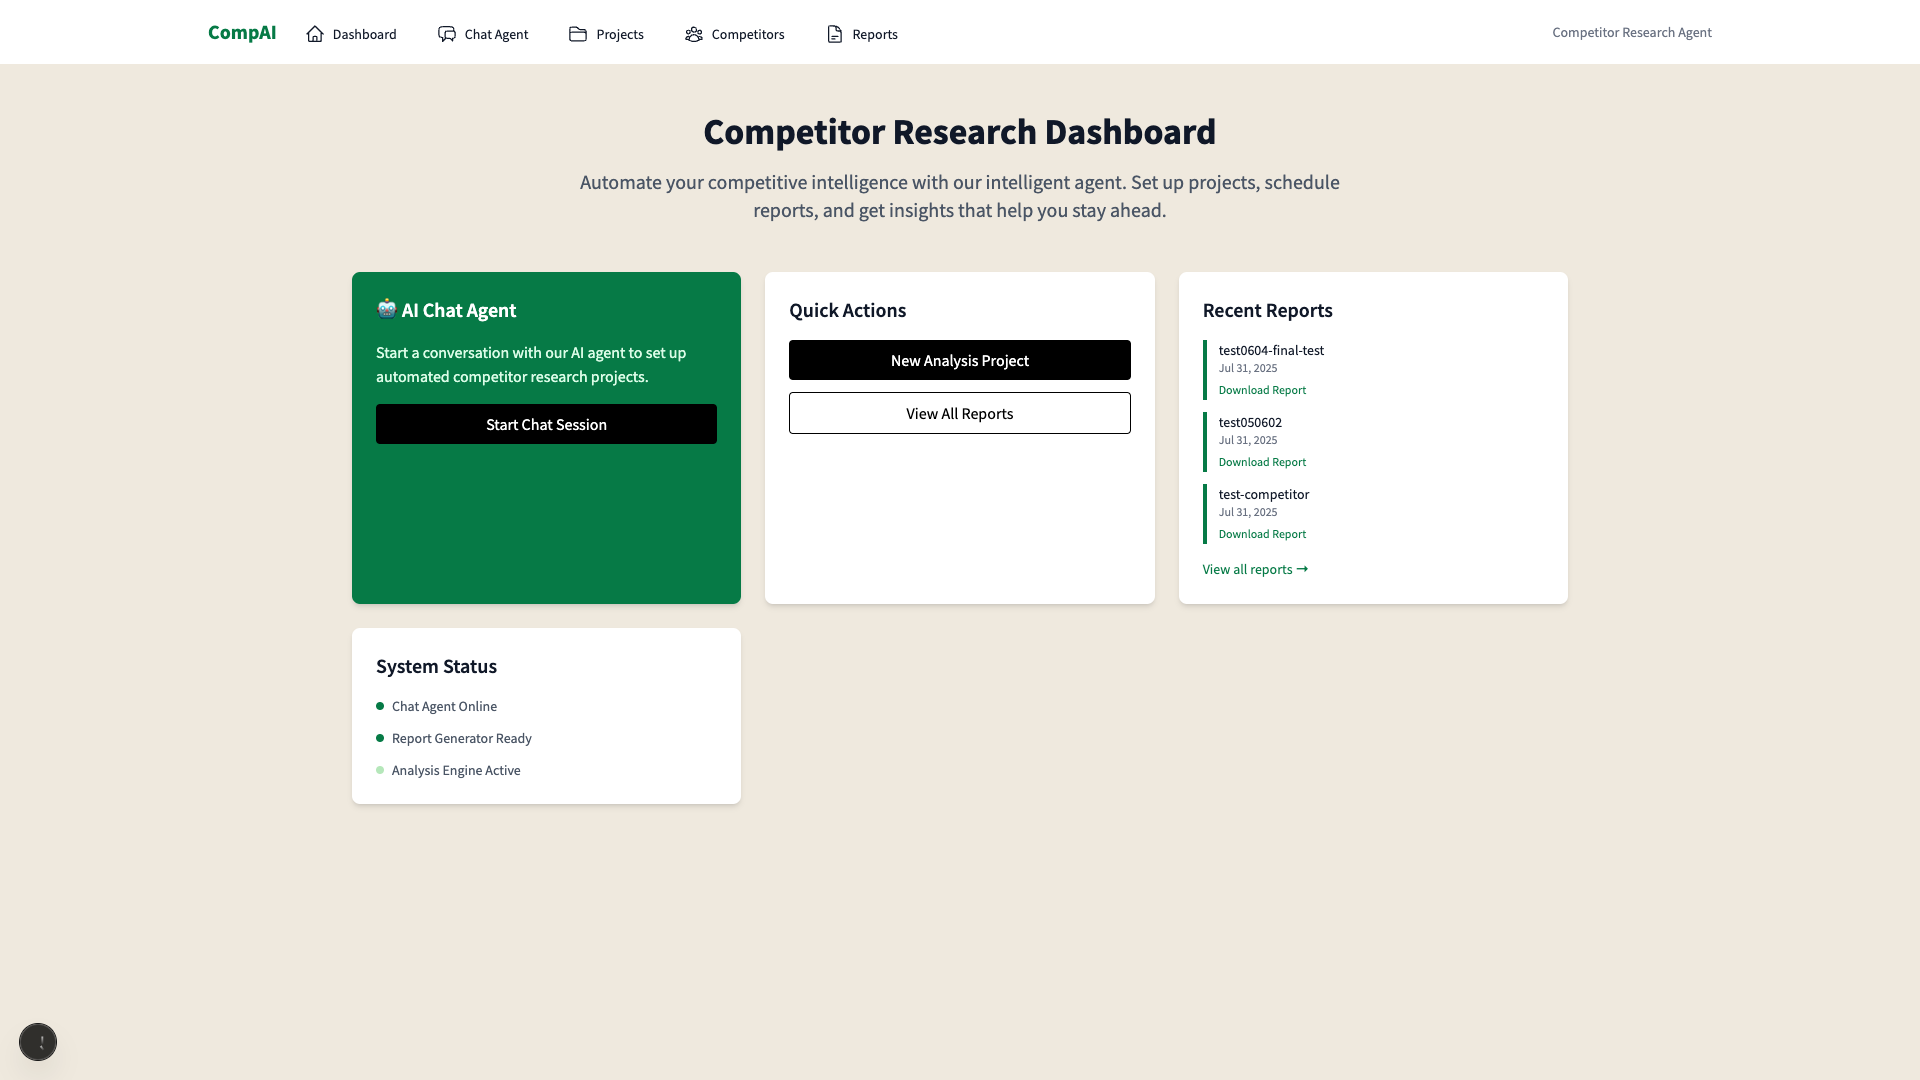 CompAI
Dashboard
Chat Agent
Projects
Competitors
Reports
Competitor Research Agent
Competitor Research Dashboard
Automate your competitive intelligence with our intelligent agent. Set up projects, schedule
reports, and get insights that help you stay ahead.
🤖 AI Chat Agent
Start a conversation with our AI agent to set up
automated competitor research projects.
Start Chat Session
Quick Actions
New Analysis Project
View All Reports
Recent Reports
test0604-final-test
Jul 31, 2025
Download Report
test050602
Jul 31, 2025
Download Report
test-competitor
Jul 31, 2025
Download Report
View all reports →
System Status
Chat Agent Online
Report Generator Ready
Analysis Engine Active